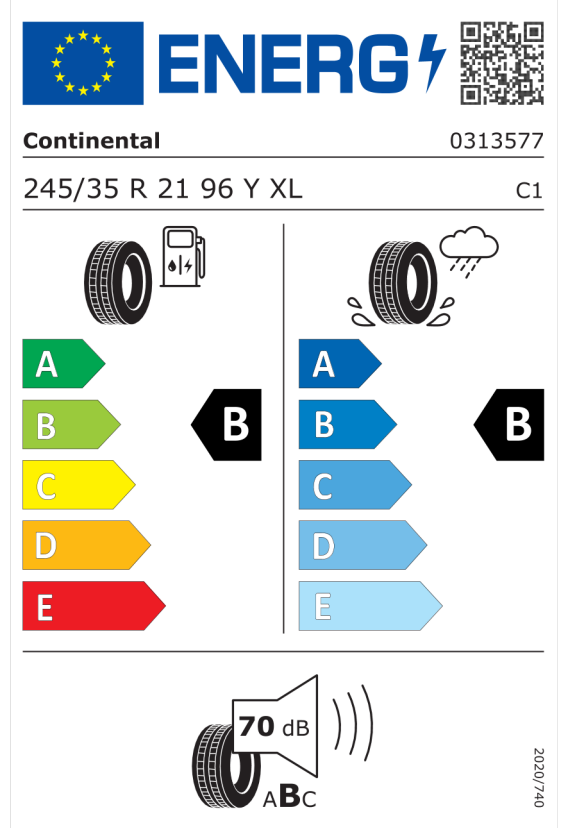 ENERG
Continental 0313577
245/35 R 21 96 Y XL C1
A A
B B B B
C C
D D
E E
70 dB
ABC
2020/740